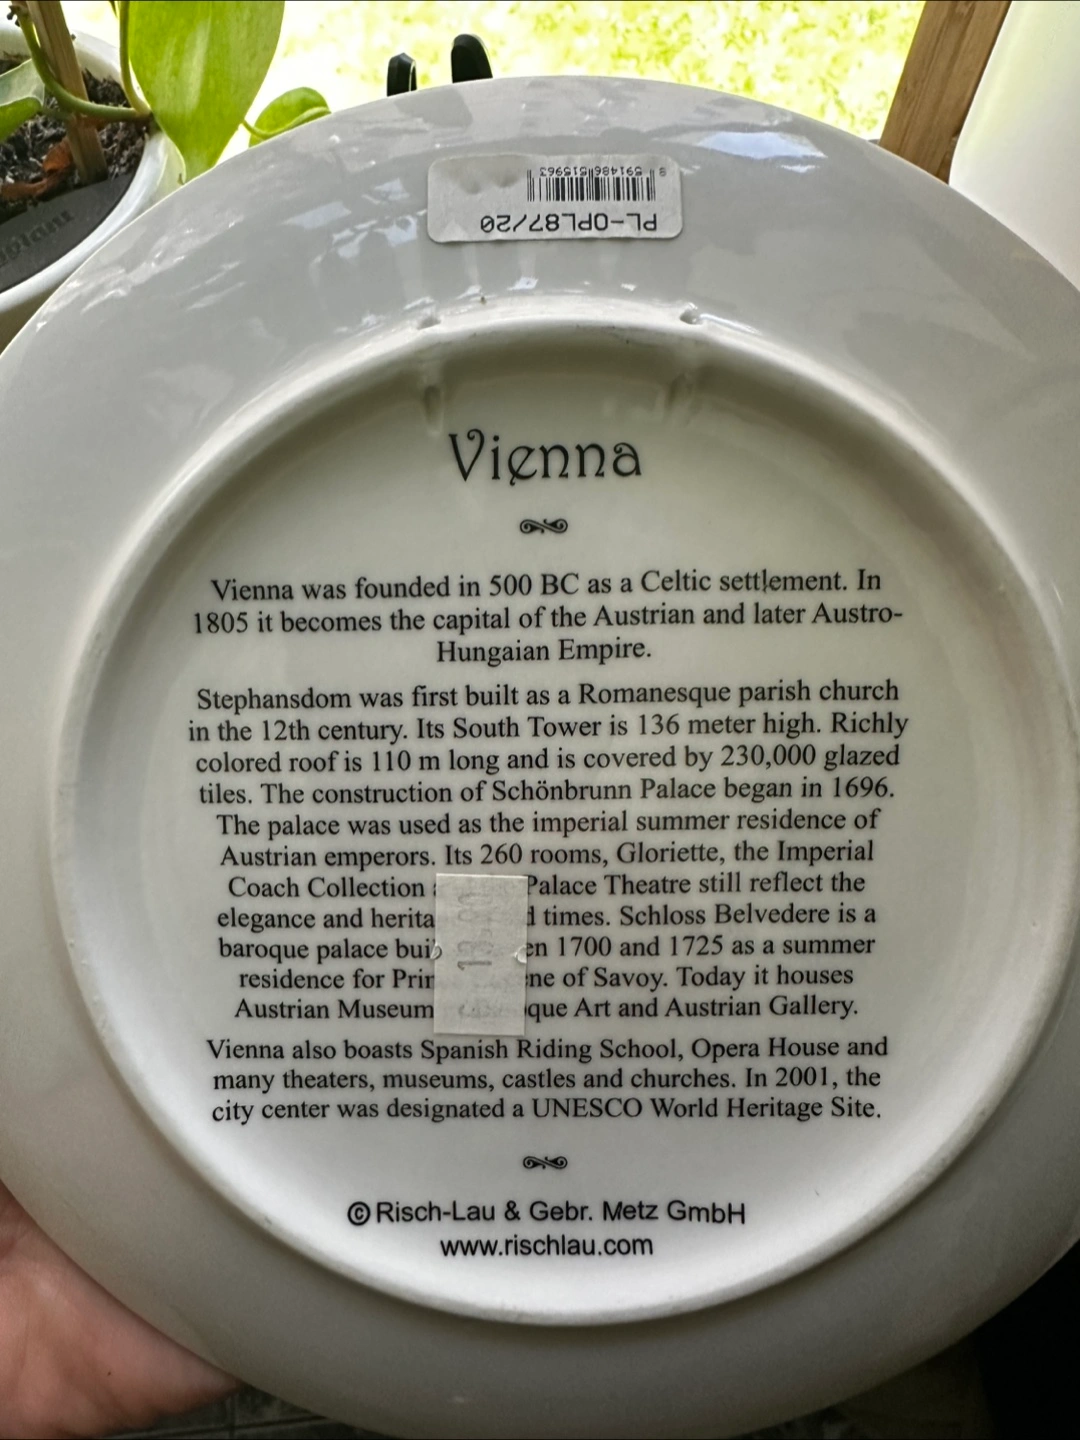 8 591486 515963
PL-OPL87/20
Vienna
Vienna was founded in 500 BC as a Celtic settlement. In
1805 it becomes the capital of the Austrian and later Austro-
Hungaian Empire.
Stephansdom was first built as a Romanesque parish church
in the 12th century. Its South Tower is 136 meter high. Richly
colored roof is 110 m long and is covered by 230,000 glazed
tiles. The construction of Schönbrunn Palace began in 1696.
The palace was used as the imperial summer residence of
Austrian emperors. Its 260 rooms, Gloriette, the Imperial
Coach Collection Palace Theatre still reflect the
elegance and times. Schloss Belvedere is a
baroque palace 1700 and 1725 as a summer
residence for of Savoy. Today it houses
Austrian Museum Art and Austrian Gallery.
Vienna also boasts Spanish Riding School, Opera House and
many theaters, museums, castles and churches. In 2001, the
city center was designated a UNESCO World Heritage Site.
© Risch-Lau & Gebr. Metz GmbH
www.rischlau.com